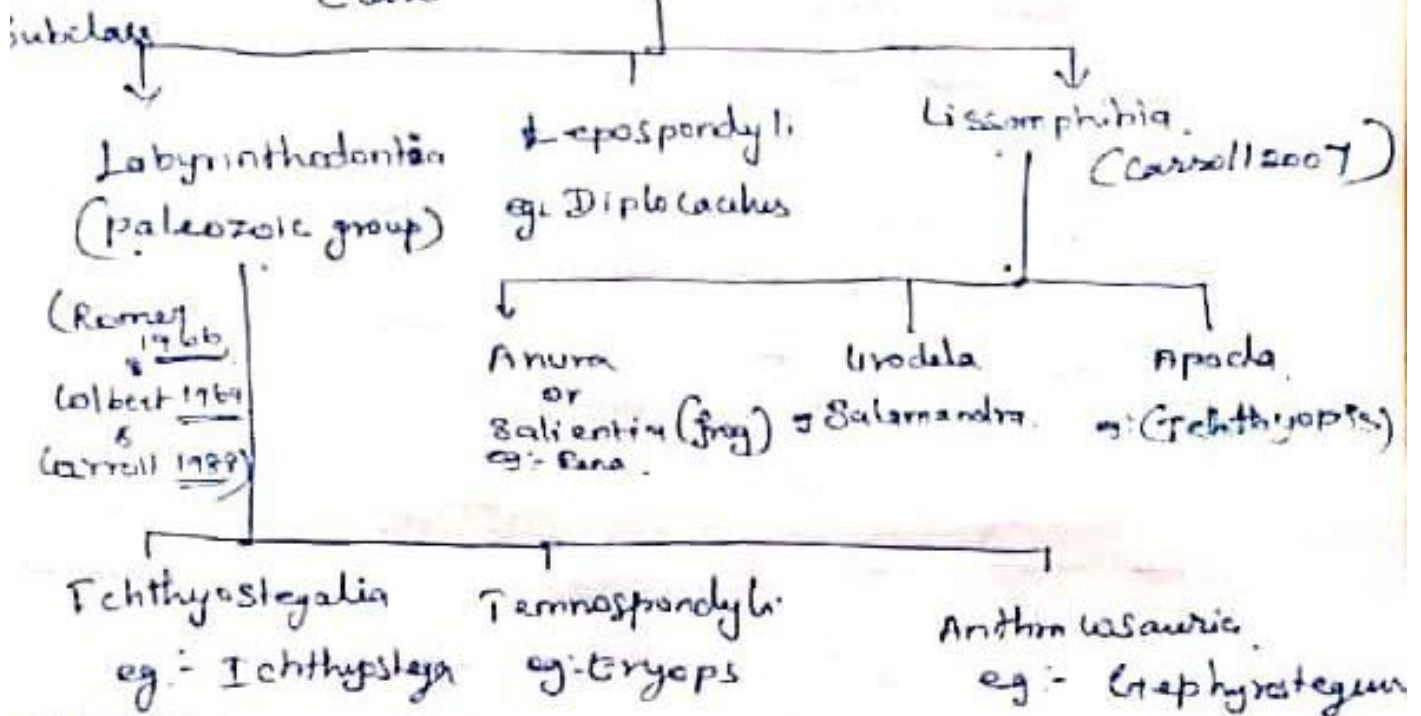 Subclass
Labyrinthodontia
(paleozoic group)
(Romer
1966
&
Colbert 1969
&
Carroll 1988)
Lepospondyli
eg: Diplocaulus
Lissamphibia.
(Carroll 2007)
Anura
or
Salientia (frog)
eg:- Rana.
Urodela
eg Salamandra.
Apoda
eg: (Ichthyopis)
Ichthyostegalia
eg:- Ichthyostega
Temnospondyli.
eg:- Eryops
Anthracosauria.
eg:- Gephyrostegus